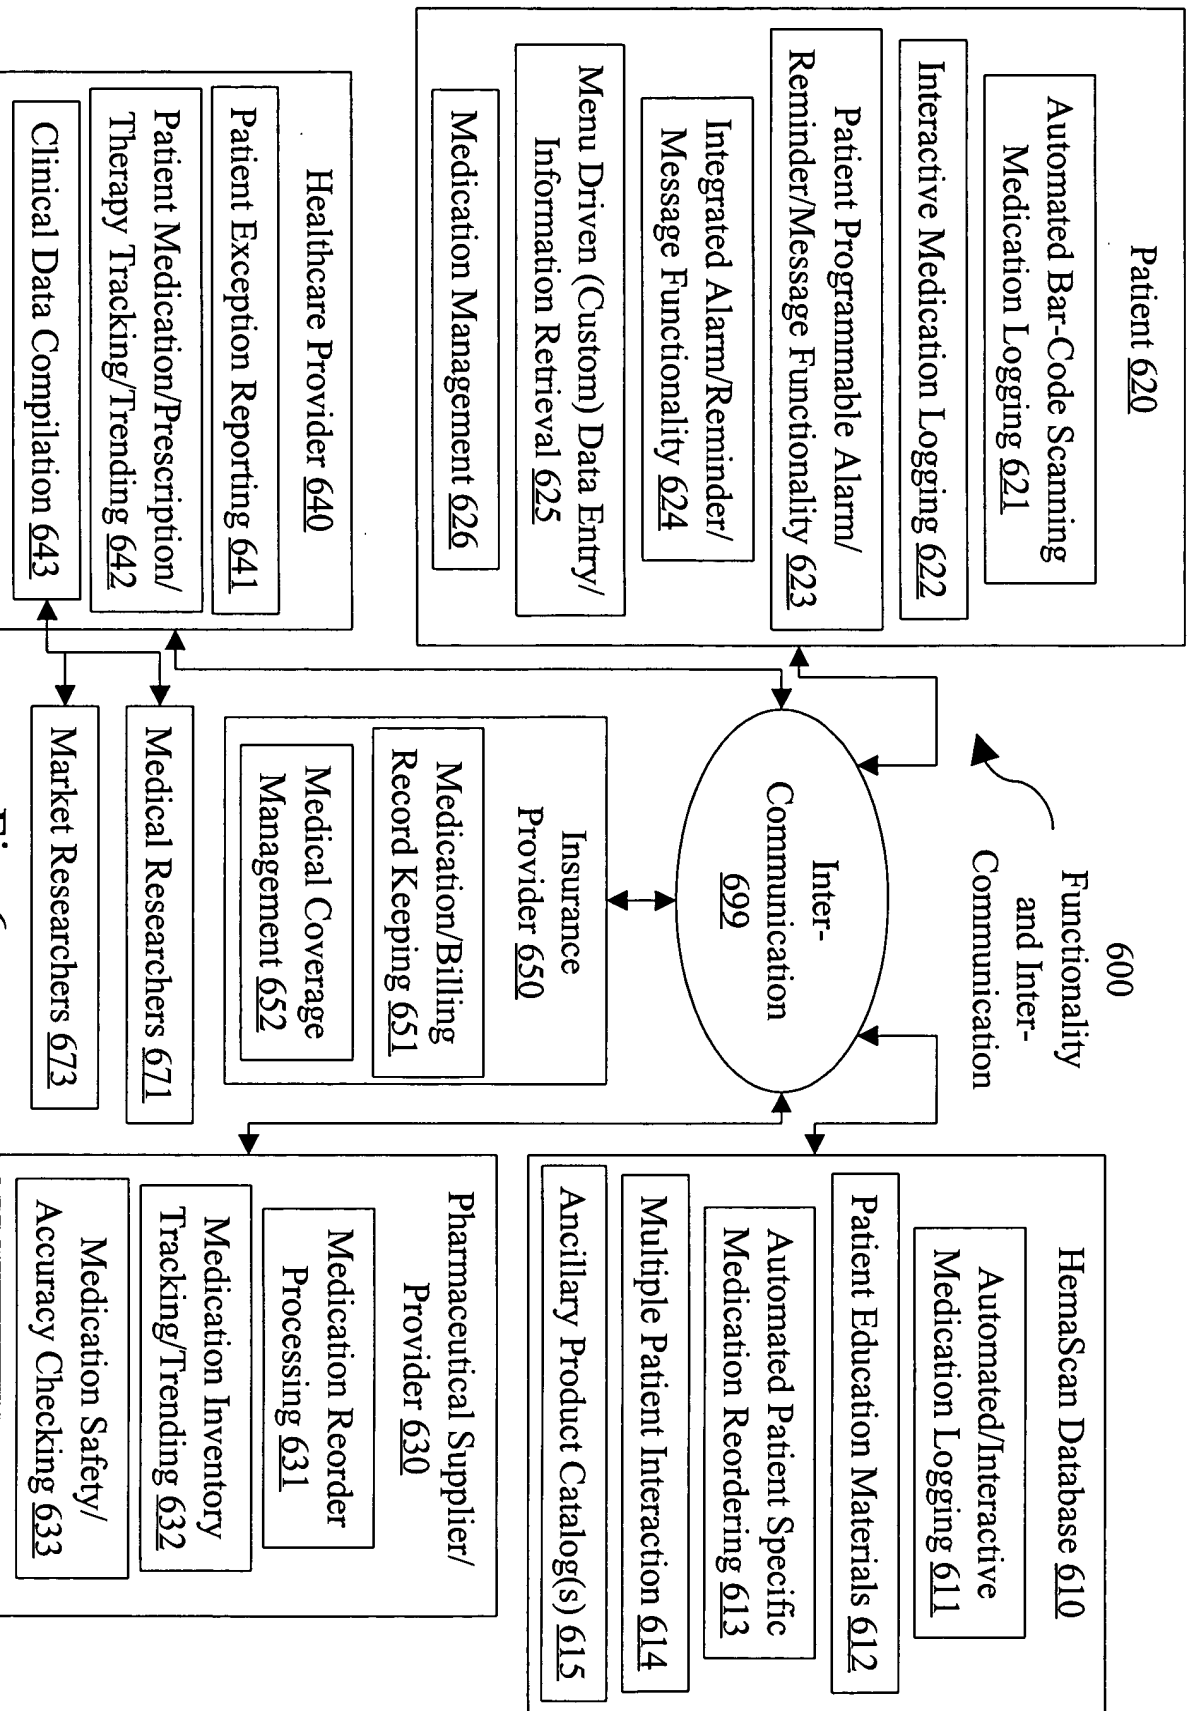 600
Functionality
and Inter-
Communication
Patient 620
Automated Bar-Code Scanning
Medication Logging 621
Interactive Medication Logging 622
Patient Programmable Alarm/
Reminder/Message Functionality 623
Integrated Alarm/Reminder/
Message Functionality 624
Menu Driven (Custom) Data Entry/
Information Retrieval 625
Medication Management 626
Inter-
Communication
699
HemaScan Database 610
Automated/Interactive
Medication Logging 611
Patient Education Materials 612
Automated Patient Specific
Medication Reordering 613
Multiple Patient Interaction 614
Ancillary Product Catalog(s) 615
Healthcare Provider 640
Patient Exception Reporting 641
Patient Medication/Prescription/
Therapy Tracking/Trending 642
Clinical Data Compilation 643
Insurance
Provider 650
Medication/Billing
Record Keeping 651
Medical Coverage
Management 652
Medical Researchers 671
Market Researchers 673
Pharmaceutical Supplier/
Provider 630
Medication Reorder
Processing 631
Medication Inventory
Tracking/Trending 632
Medication Safety/
Accuracy Checking 633